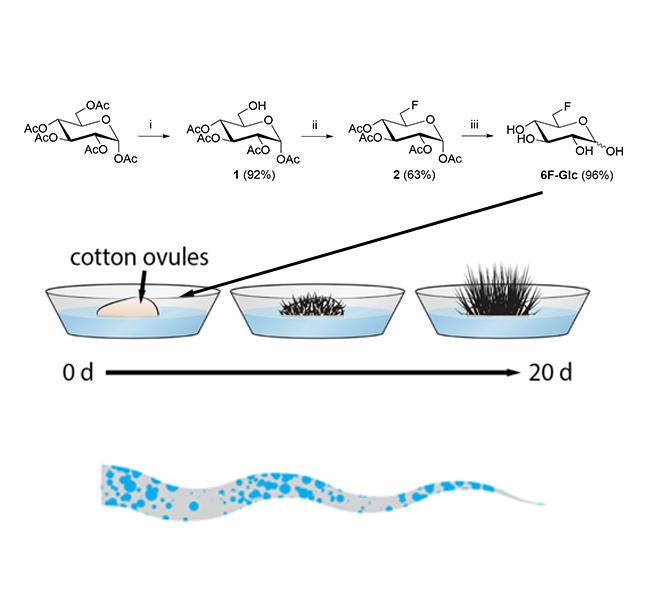 OAc
O
AcO
AcO
AcO
OAc
i
OH
O
AcO
AcO
AcO
OAc
1 (92%)
ii
F
O
AcO
AcO
AcO
OAc
2 (63%)
iii
F
O
HO
HO
OH
OH
6F-Glc (96%)
cotton ovules
0 d
20 d